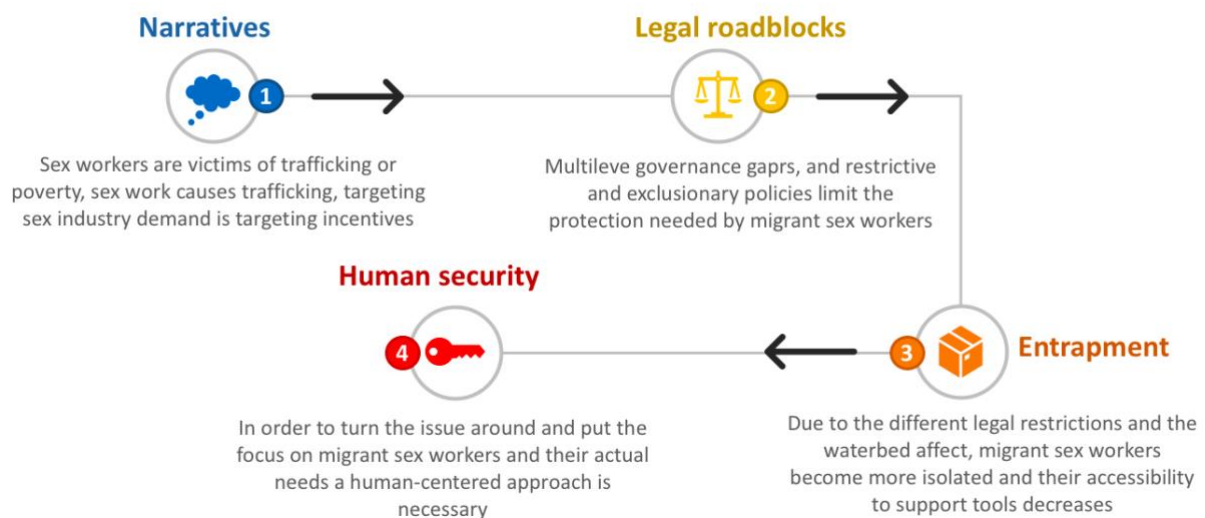 Narratives
1
Sex workers are victims of trafficking or
poverty, sex work causes trafficking, targeting
sex industry demand is targeting incentives
Legal roadblocks
2
Multileve governance gaprs, and restrictive
and exclusionary policies limit the
protection needed by migrant sex workers
3
Entrapment
Due to the different legal restrictions and the
waterbed affect, migrant sex workers
become more isolated and their accessibility
to support tools decreases
Human security
4
In order to turn the issue around and put the
focus on migrant sex workers and their actual
needs a human-centered approach is
necessary